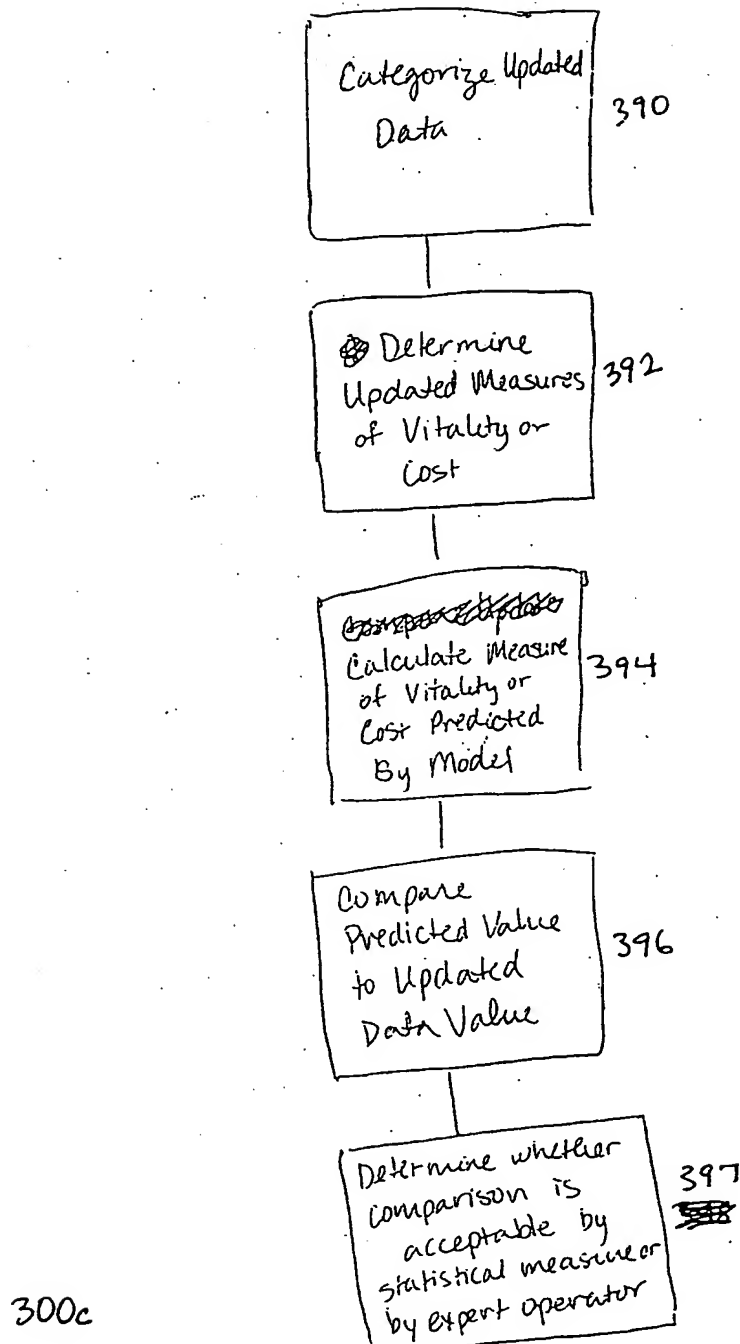 Categorize Updated
Data
390
Determine
Updated Measures
of Vitality or
Cost
392
Calculate Measure
of Vitality or
Cost Predicted
By Model
394
Compare
Predicted Value
to Updated
Data Value
396
Determine whether
comparison is
acceptable by
statistical measure or
by expert operator
397
300c